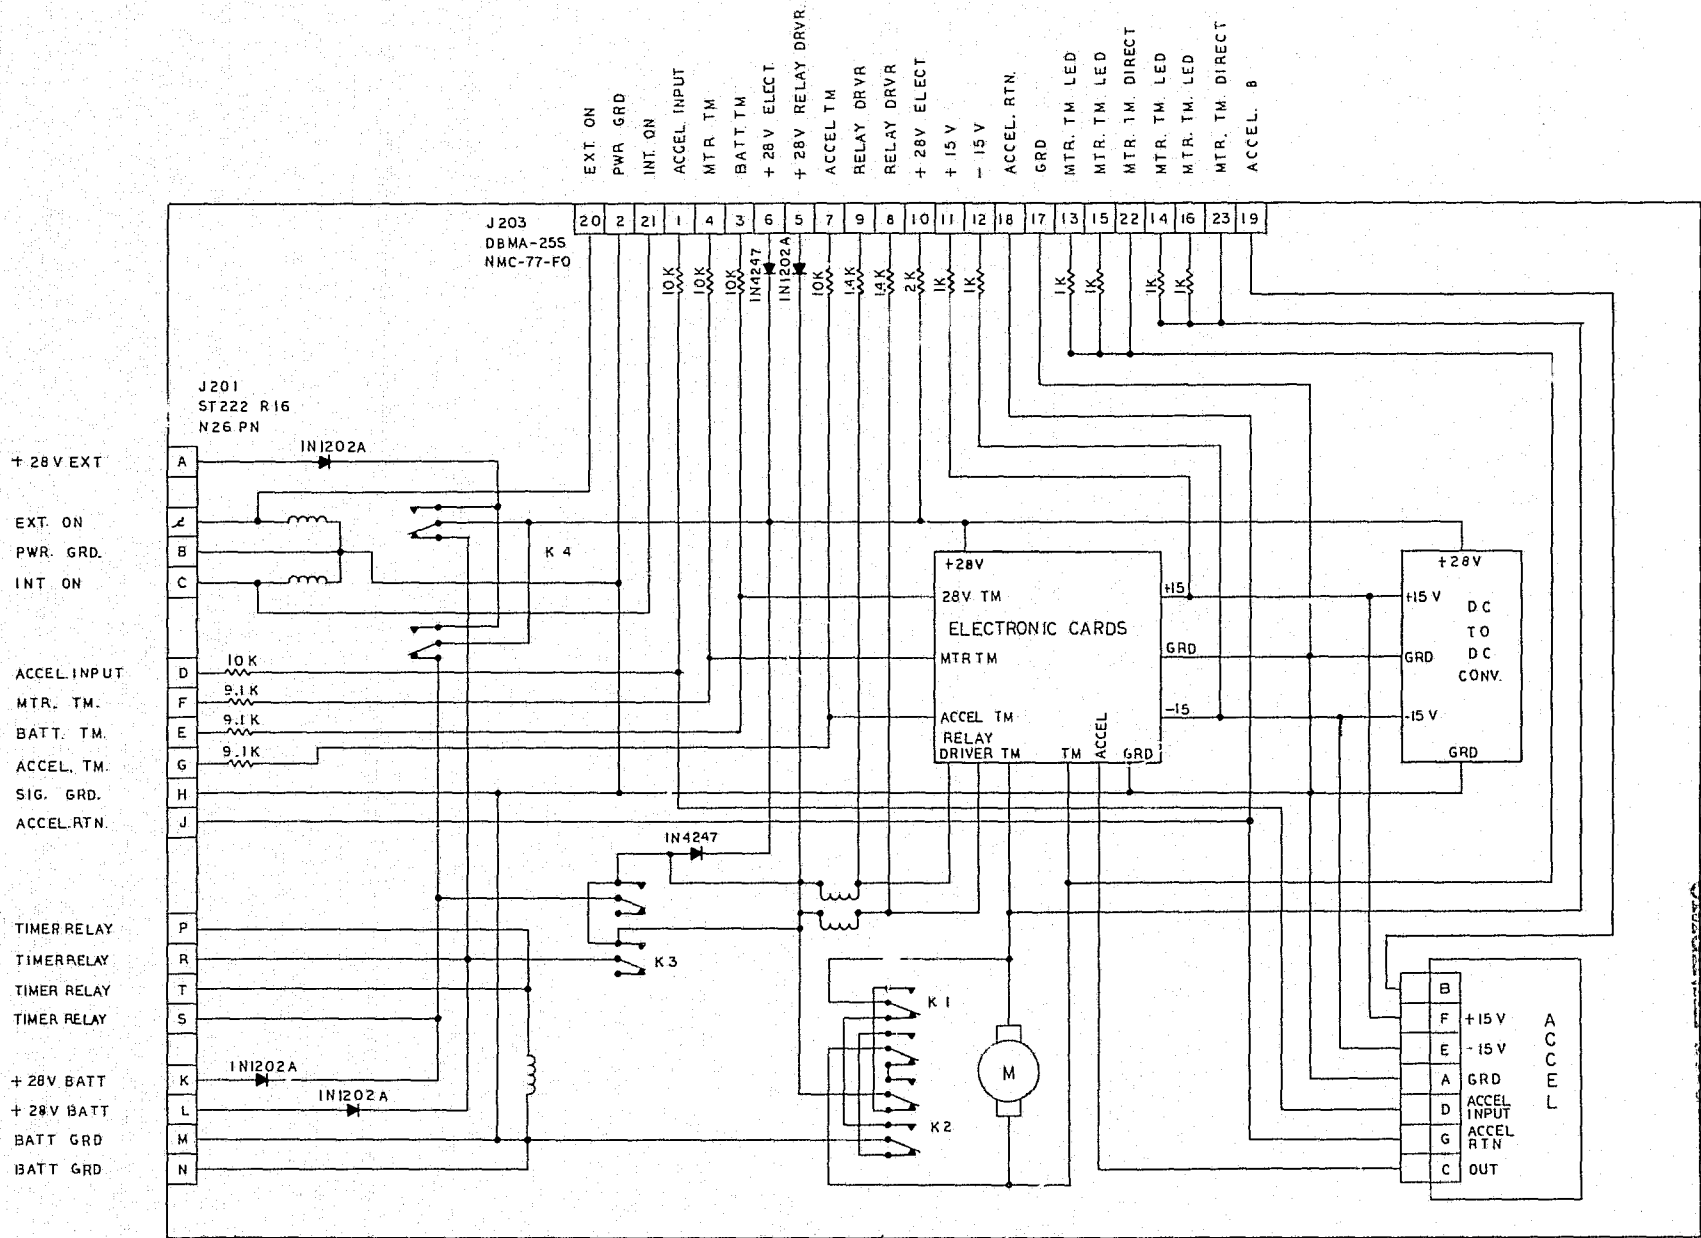 EXT. ON
PWR GRD
INT. ON
ACCEL. INPUT
MTR TM
BATT. TM
+ 28V ELECT.
+ 28V RELAY DRVR.
ACCEL TM
RELAY DRVR
RELAY DRVR
+ 28V ELECT.
+ 15 V
- 15 V
ACCEL. RTN.
GRD
MTR. TM. LED
MTR. TM. LED
MTR. TM. DIRECT
MTR. TM. LED
MTR. TM. LED
MTR. TM. DIRECT
ACCEL. B
J203
DBMA-25S
NMC-77-FO
20 2 21 1 4 3 6 5 7 9 8 10 11 12 18 17 13 15 22 14 16 23 19
10K
10K
10K
1N4247
1N1202A
10K
1.4K
1.4K
2K
1K
1K
1K
1K
1K
1K
J201
ST222 R16
N26 PN
+ 28V EXT A 1N1202A
EXT. ON
PWR. GRD. B K 4
INT ON C
+28V
28V TM +15
ELECTRONIC CARDS
MTR TM GRD
ACCEL TM -15
RELAY
DRIVER TM TM ACCEL GRD
+28V
+15 V
DC
TO
DC
CONV.
GRD
-15 V
GRD
ACCEL. INPUT D 10K
MTR. TM. F 9.1K
BATT. TM. E 9.1K
ACCEL. TM. G 9.1K
SIG. GRD. H
ACCEL. RTN. J
1N4247
TIMER RELAY P
TIMER RELAY R K3
TIMER RELAY T
TIMER RELAY S
+ 28V BATT K 1N1202A
+ 28V BATT L 1N1202A
BATT GRD M
BATT GRD N
K 1
K2
M
B
F +15 V
E -15 V
A GRD
D ACCEL INPUT
G ACCEL RTN
C OUT
ACCEL